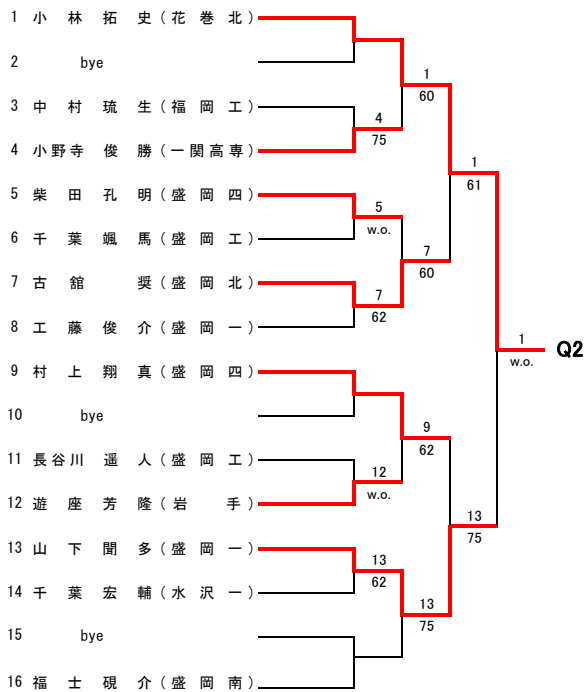 1 小林拓史(花巻北)
2 bye
1
60
3 中村琉生(福岡工)
4
75
4 小野寺俊勝(一関高専)
1
61
5 柴田孔明(盛岡四)
5
w.o.
6 千葉颯馬(盛岡工)
7
60
7 古舘奨(盛岡北)
7
62
8 工藤俊介(盛岡一)
1
w.o.
Q2
9 村上翔真(盛岡四)
10 bye
9
62
11 長谷川遥人(盛岡工)
12
w.o.
12 遊座芳隆(岩手)
13
75
13 山下聞多(盛岡一)
13
62
14 千葉宏輔(水沢一)
13
75
15 bye
16 福士硯介(盛岡南)